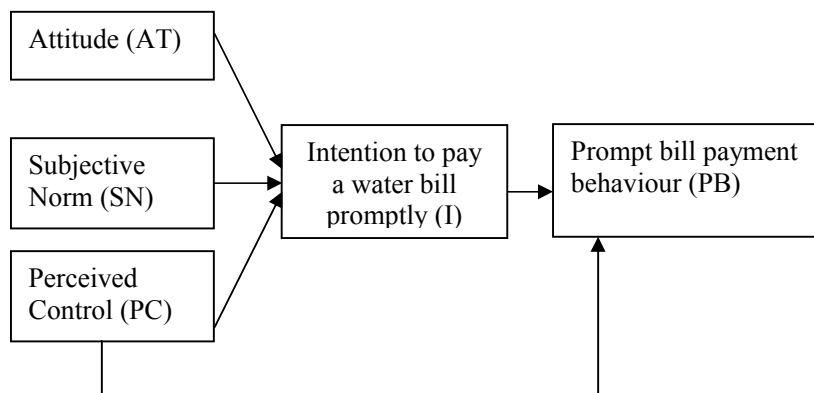 Attitude (AT)
Subjective
Norm (SN)
Perceived
Control (PC)
Intention to pay
a water bill
promptly (I)
Prompt bill payment
behaviour (PB)